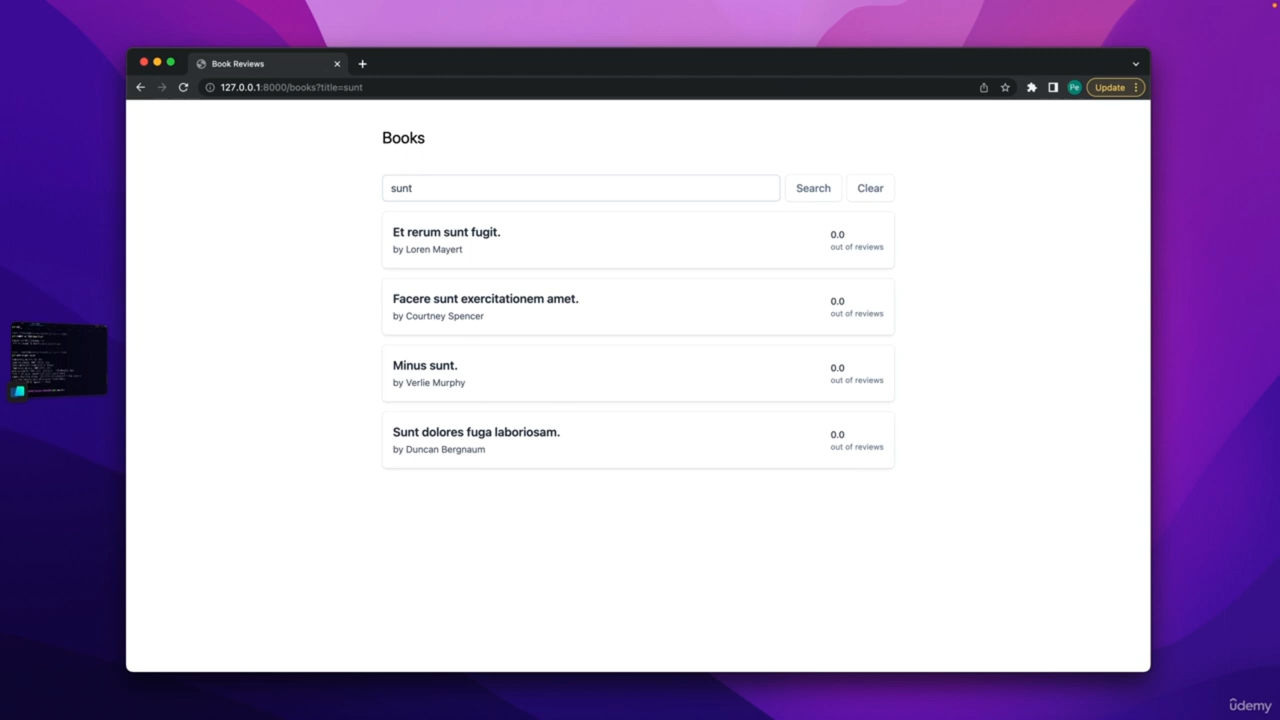 Book Reviews
127.0.0.1:8000/books?title=sunt
Pe
Update
Books
sunt
Search
Clear
Et rerum sunt fugit.
by Loren Mayert
0.0
out of reviews
Facere sunt exercitationem amet.
by Courtney Spencer
0.0
out of reviews
Minus sunt.
by Verlie Murphy
0.0
out of reviews
Sunt dolores fuga laboriosam.
by Duncan Bergnaum
0.0
out of reviews
ûdemy